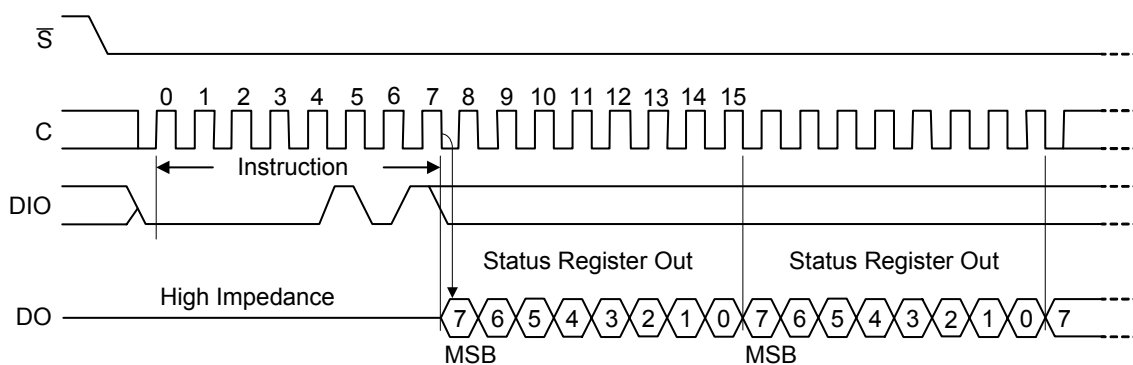 S̅
C
0 1 2 3 4 5 6 7 8 9 10 11 12 13 14 15
Instruction
DIO
Status Register Out Status Register Out
High Impedance
DO
7 6 5 4 3 2 1 0 7 6 5 4 3 2 1 0 7
MSB MSB